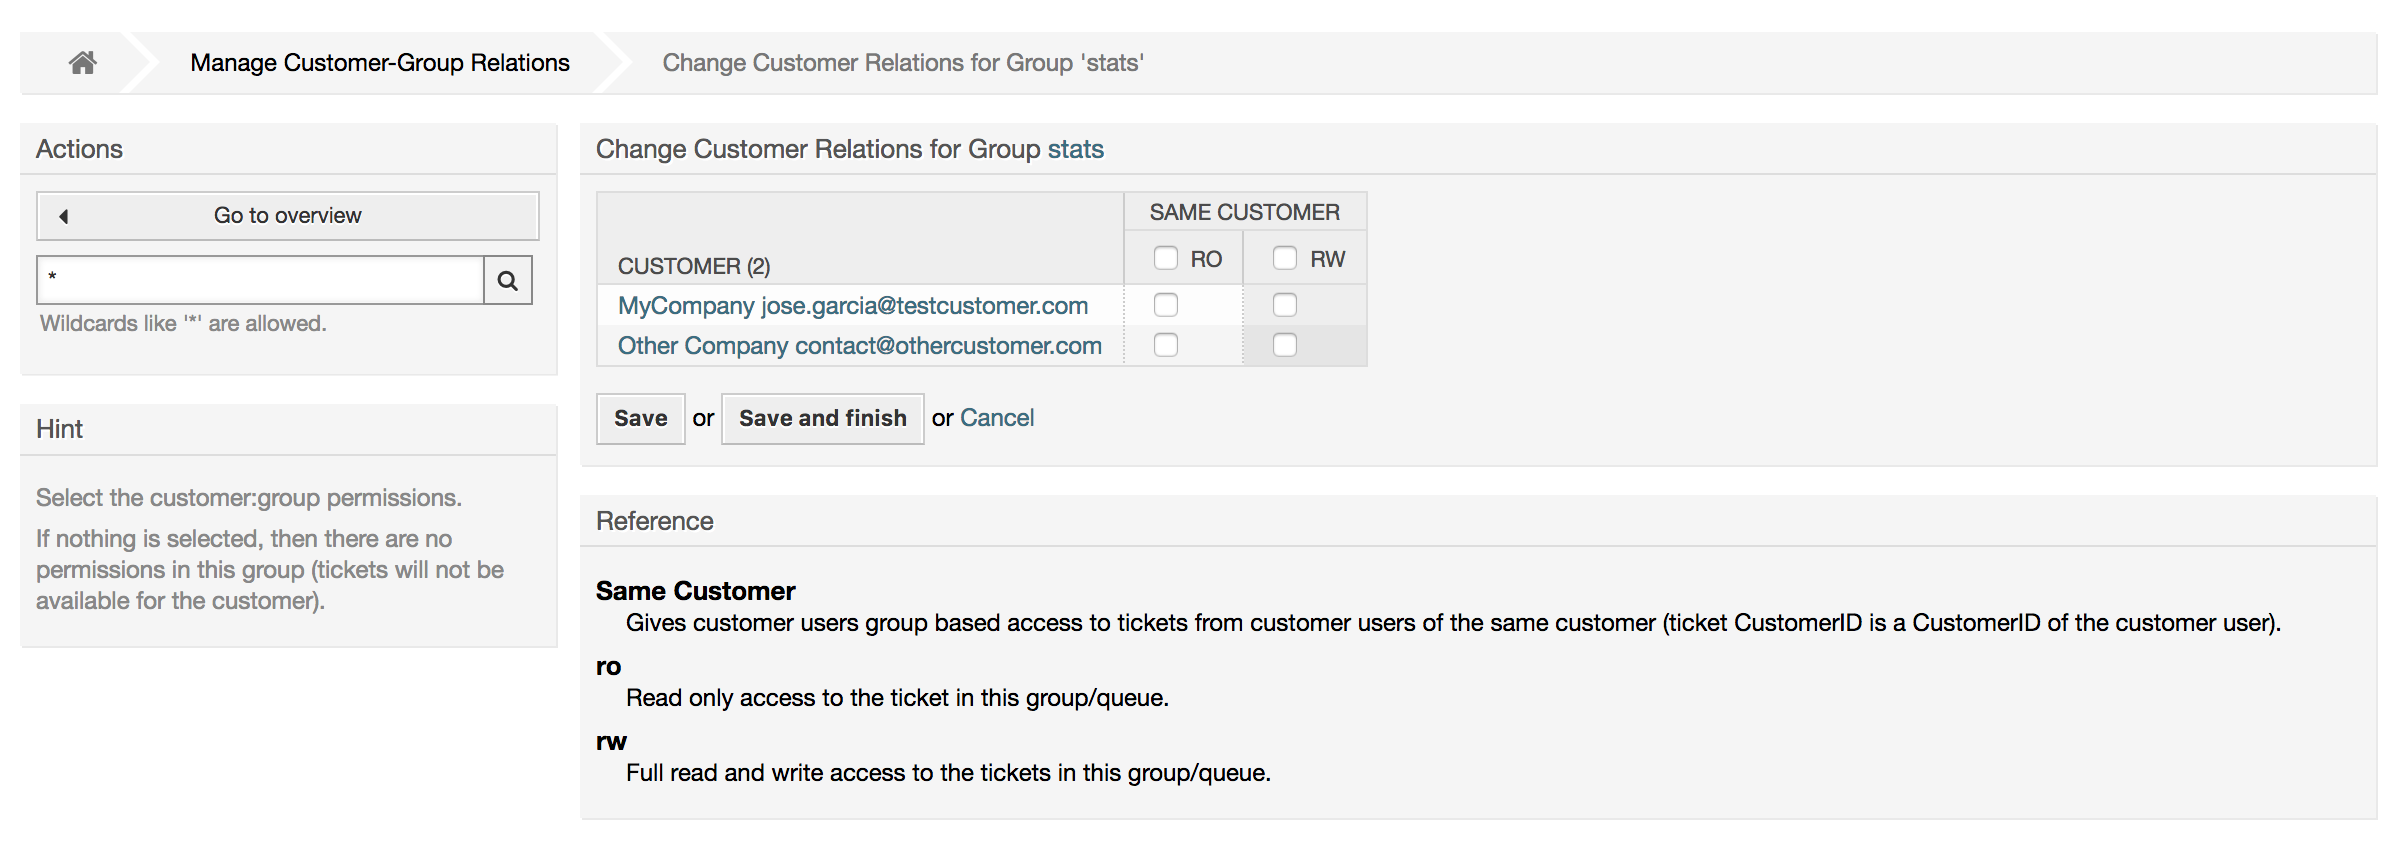 Manage Customer-Group Relations
Change Customer Relations for Group 'stats'
Actions
Go to overview
*
Wildcards like '*' are allowed.
Hint
Select the customer:group permissions.
If nothing is selected, then there are no
permissions in this group (tickets will not be
available for the customer).
Change Customer Relations for Group stats
SAME CUSTOMER
CUSTOMER (2)
RO
RW
MyCompany jose.garcia@testcustomer.com
Other Company contact@othercustomer.com
Save or Save and finish or Cancel
Reference
Same Customer
Gives customer users group based access to tickets from customer users of the same customer (ticket CustomerID is a CustomerID of the customer user).
ro
Read only access to the ticket in this group/queue.
rw
Full read and write access to the tickets in this group/queue.